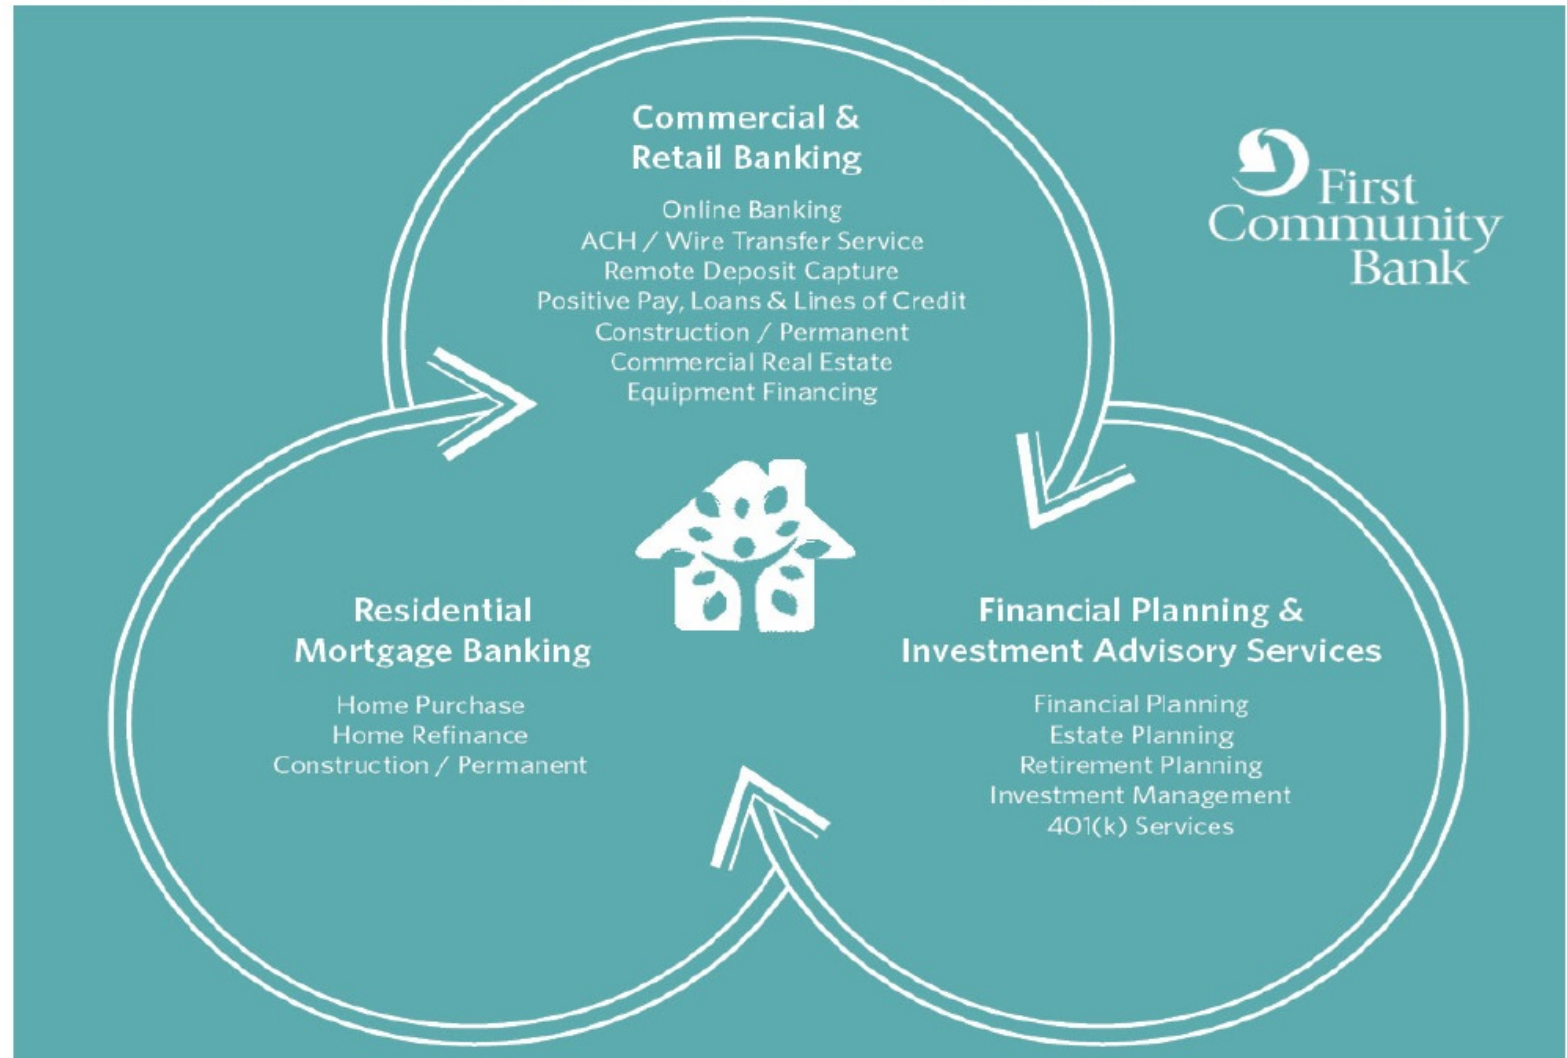 Commercial &
Retail Banking
Online Banking
ACH / Wire Transfer Service
Remote Deposit Capture
Positive Pay, Loans & Lines of Credit
Construction / Permanent
Commercial Real Estate
Equipment Financing
First
Community
Bank
Residential
Mortgage Banking
Home Purchase
Home Refinance
Construction / Permanent
Financial Planning &
Investment Advisory Services
Financial Planning
Estate Planning
Retirement Planning
Investment Management
401(k) Services